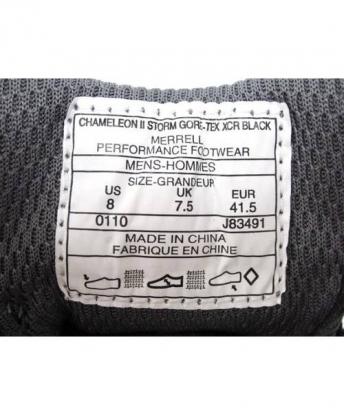 CHAMELEON II STORM GORE-TEX XCR BLACK
MERRELL
PERFORMANCE FOOTWEAR
MENS-HOMMES
SIZE-GRANDEUR
US UK EUR
8 7.5 41.5
0110 J83491
MADE IN CHINA
FABRIQUE EN CHINE